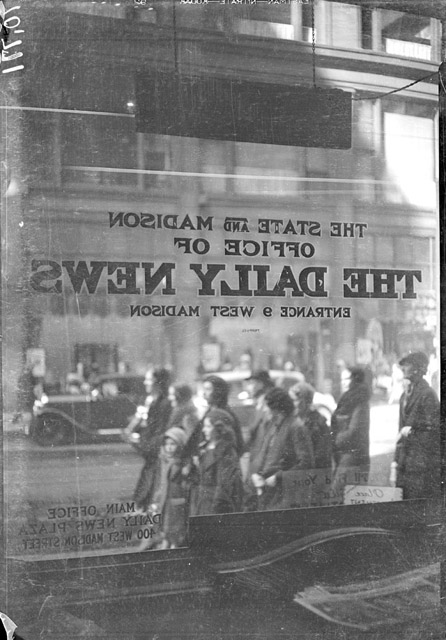 THE STATE AND MADISON
OFFICE OF
THE DAILY NEWS
ENTRANCE 9 WEST MADISON
MAIN OFFICE
DAILY NEWS PLAZA
400 WEST MADISON STREET